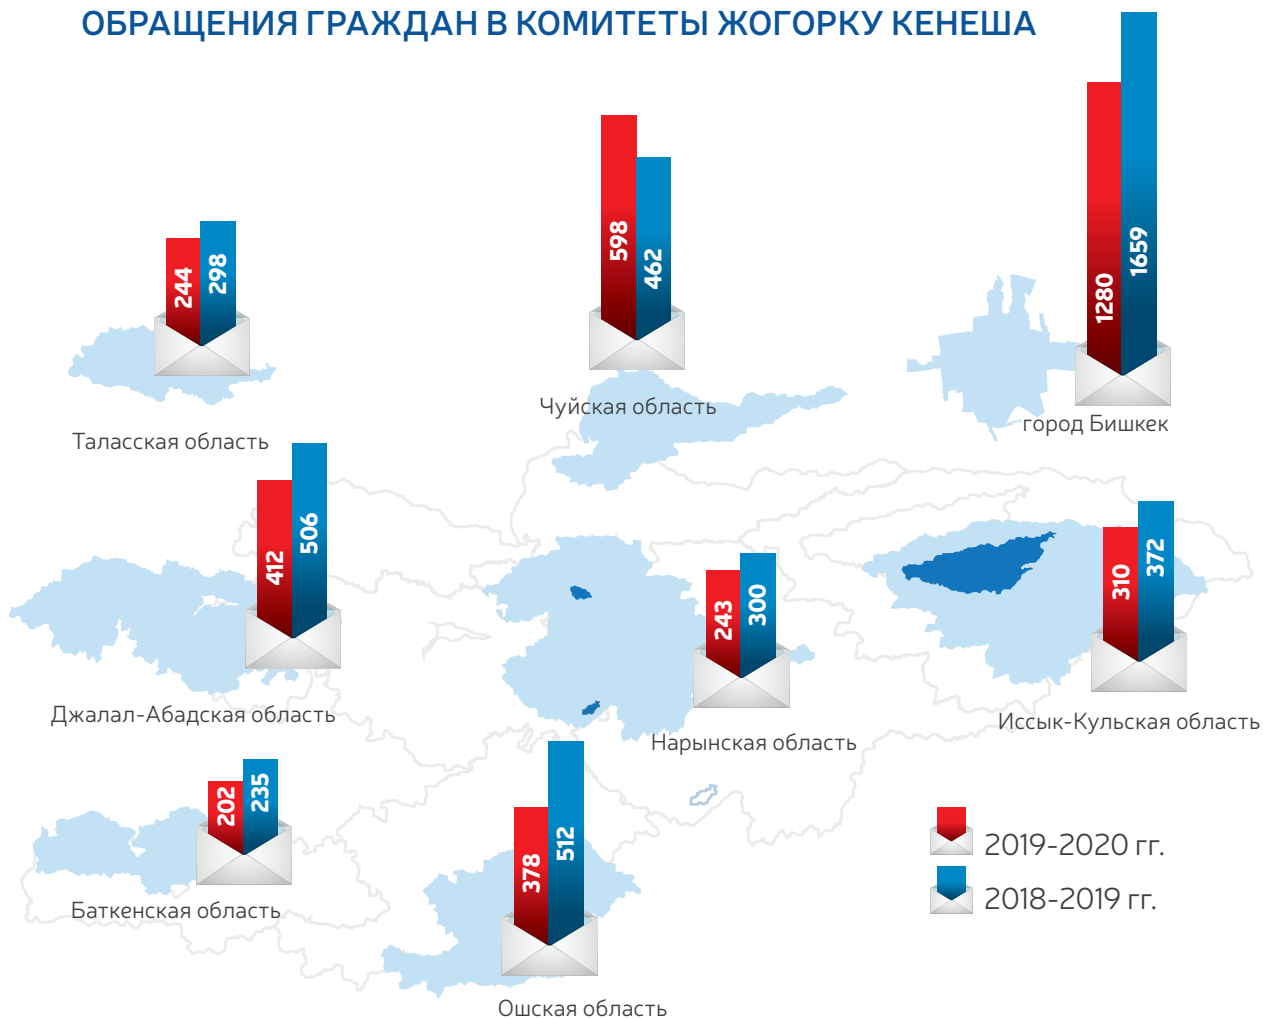 ОБРАЩЕНИЯ ГРАЖДАН В КОМИТЕТЫ ЖОГОРКУ КЕНЕША
244
298
Таласская область
598
462
Чуйская область
1280
1659
город Бишкек
412
506
Джалал-Абадская область
243
300
Нарынская область
310
372
Иссык-Кульская область
202
235
Баткенская область
378
512
Ошская область
2019-2020 гг.
2018-2019 гг.